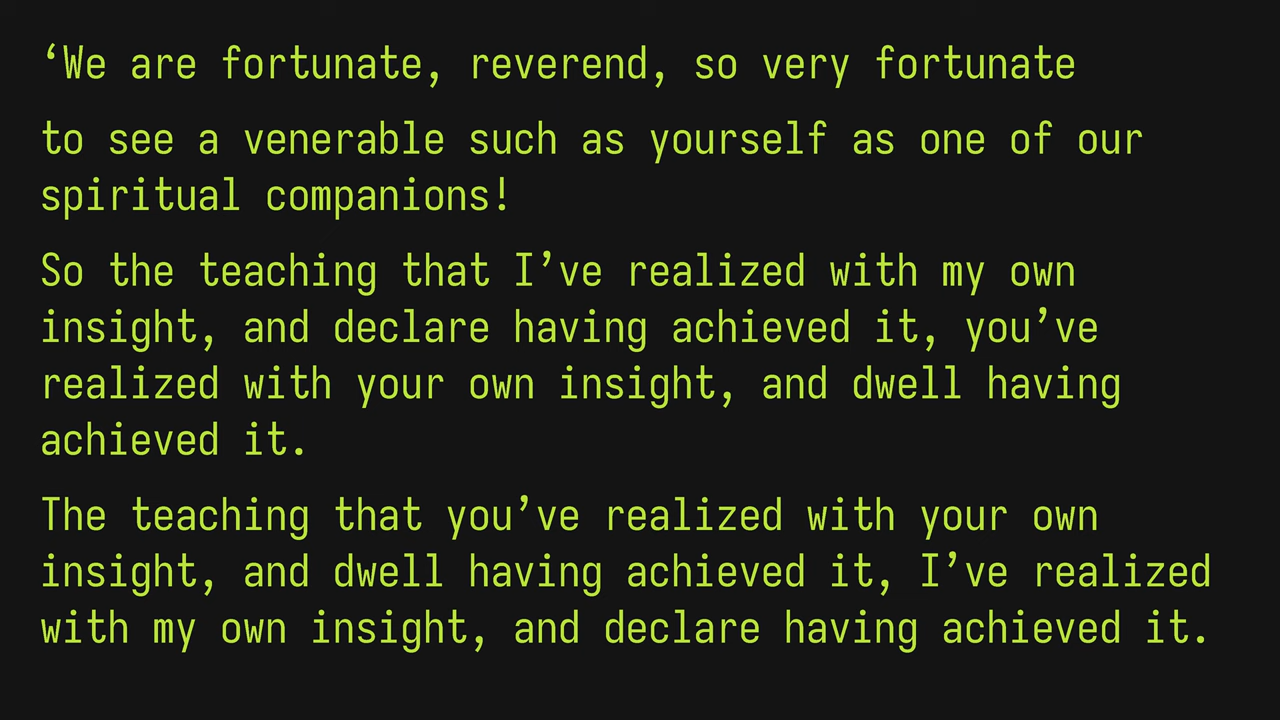 ‘We are fortunate, reverend, so very fortunate
to see a venerable such as yourself as one of our
spiritual companions!
So the teaching that I’ve realized with my own
insight, and declare having achieved it, you’ve
realized with your own insight, and dwell having
achieved it.
The teaching that you’ve realized with your own
insight, and dwell having achieved it, I’ve realized
with my own insight, and declare having achieved it.